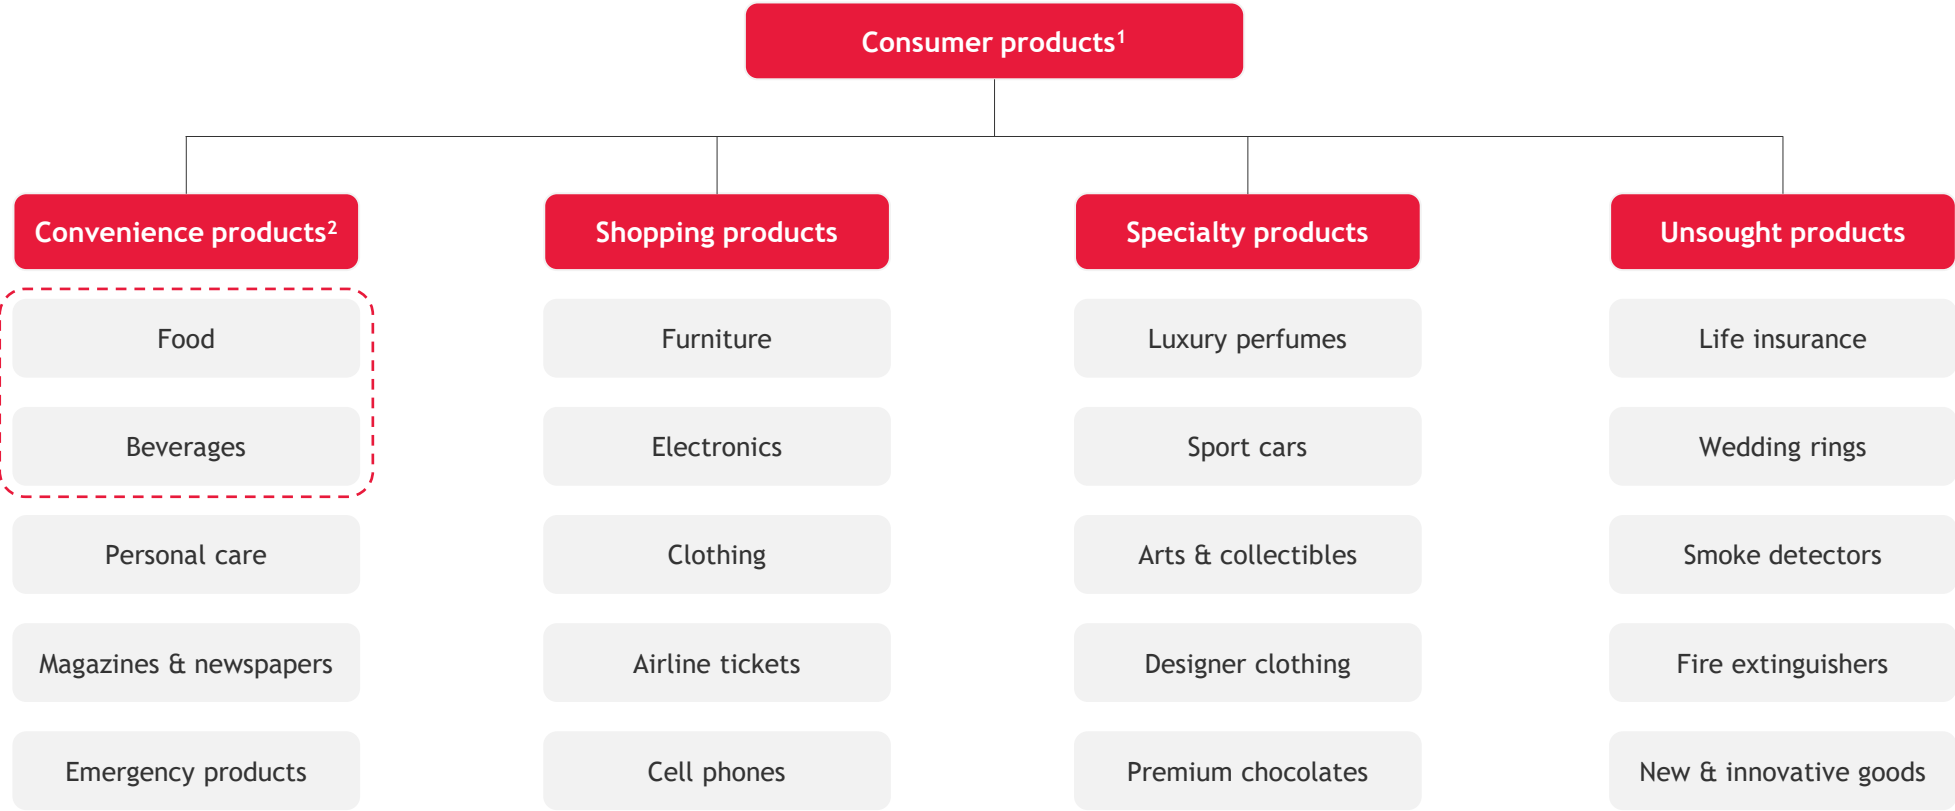 Consumer products¹
Convenience products²
Food
Beverages
Personal care
Magazines & newspapers
Emergency products
Shopping products
Furniture
Electronics
Clothing
Airline tickets
Cell phones
Specialty products
Luxury perfumes
Sport cars
Arts & collectibles
Designer clothing
Premium chocolates
Unsought products
Life insurance
Wedding rings
Smoke detectors
Fire extinguishers
New & innovative goods